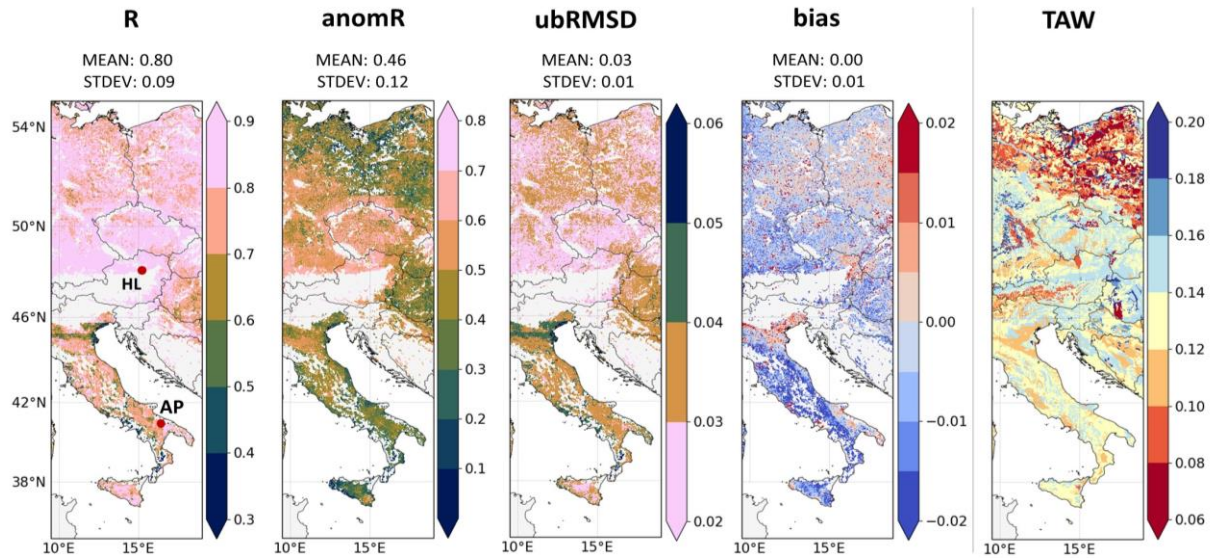 R anomR ubRMSD bias TAW
MEAN: 0.80 MEAN: 0.46 MEAN: 0.03 MEAN: 0.00
STDEV: 0.09 STDEV: 0.12 STDEV: 0.01 STDEV: 0.01
54°N
50°N
46°N
42°N
38°N
HL
AP
10°E 15°E
0.9
0.8
0.7
0.6
0.5
0.4
0.3
10°E 15°E
0.8
0.7
0.6
0.5
0.4
0.3
0.2
0.1
10°E 15°E
0.06
0.05
0.04
0.03
0.02
10°E 15°E
0.02
0.01
0.00
−0.01
−0.02
10°E 15°E
0.20
0.18
0.16
0.14
0.12
0.10
0.08
0.06